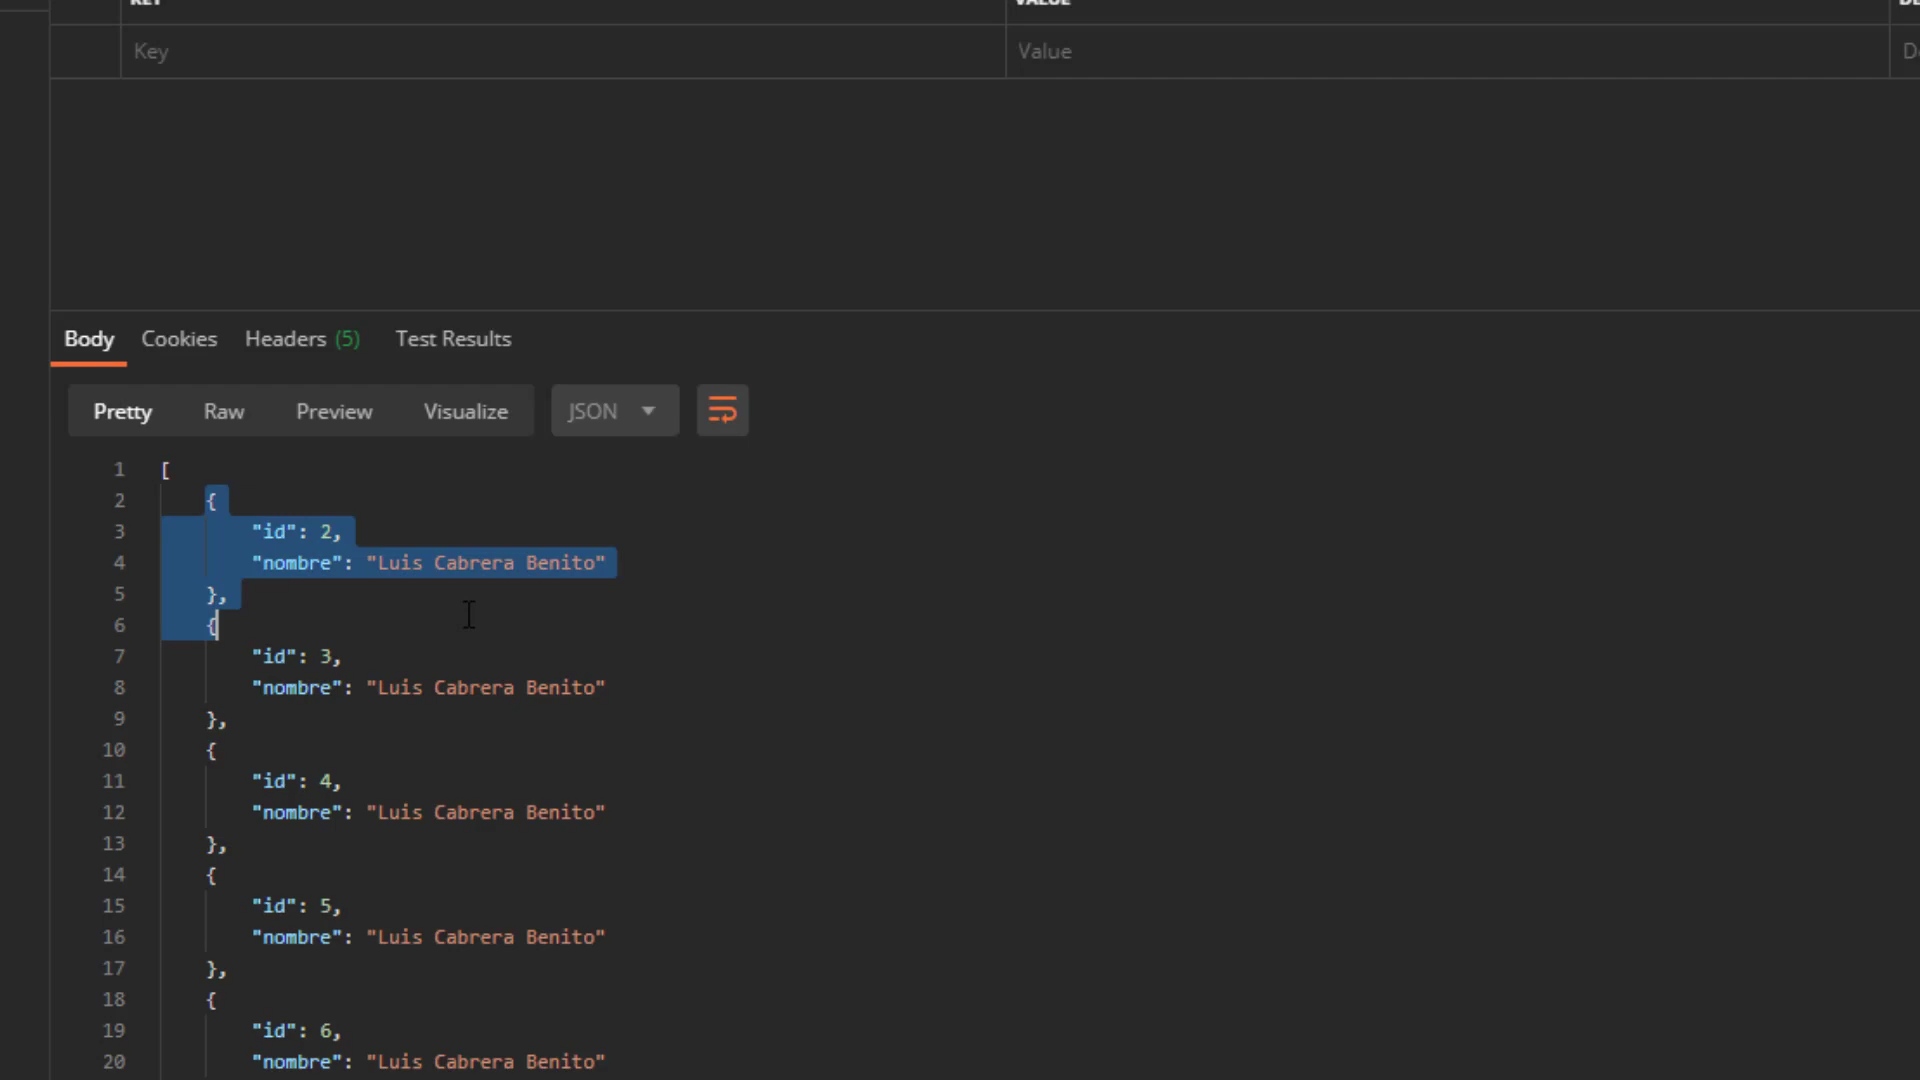 KEY VALUE
Key Value
Body Cookies Headers (5) Test Results
Pretty Raw Preview Visualize JSON
1 [
2 {
3 "id": 2,
4 "nombre": "Luis Cabrera Benito"
5 },
6 {
7 "id": 3,
8 "nombre": "Luis Cabrera Benito"
9 },
10 {
11 "id": 4,
12 "nombre": "Luis Cabrera Benito"
13 },
14 {
15 "id": 5,
16 "nombre": "Luis Cabrera Benito"
17 },
18 {
19 "id": 6,
20 "nombre": "Luis Cabrera Benito"